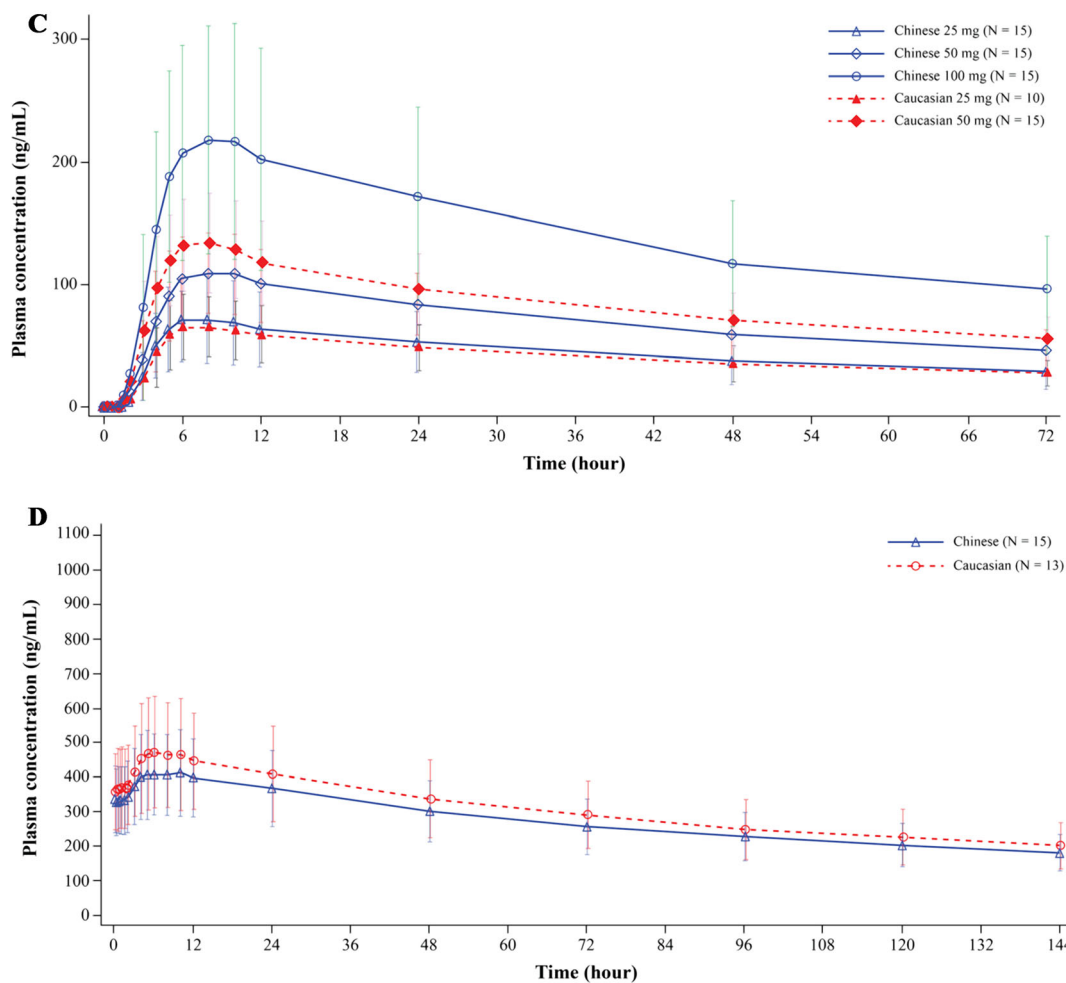 C
Chinese 25 mg (N = 15)
Chinese 50 mg (N = 15)
Chinese 100 mg (N = 15)
Caucasian 25 mg (N = 10)
Caucasian 50 mg (N = 15)
Plasma concentration (ng/mL)
300
200
100
0
0 6 12 18 24 30 36 42 48 54 60 66 72
Time (hour)
D
Chinese (N = 15)
Caucasian (N = 13)
Plasma concentration (ng/mL)
1100
1000
900
800
700
600
500
400
300
200
100
0
0 12 24 36 48 60 72 84 96 108 120 132 144
Time (hour)